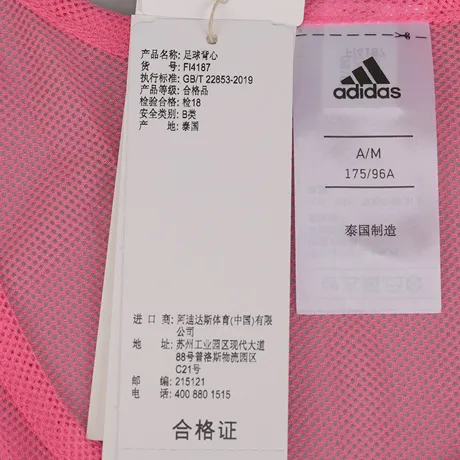 产品名称: 足球背心
货 号: FI4187
执行标准: GB/T 22853-2019
产品等级: 合格品
检验合格: 检18
安全类别: B类
产 地: 泰国
进 口 商: 阿迪达斯体育(中国)有限
公司
地 址: 苏州工业园区现代大道
88号普洛斯物流园区
C21号
邮 编: 215121
电 话: 400 880 1515
合格证
adidas
A/M
175/96A
泰国制造